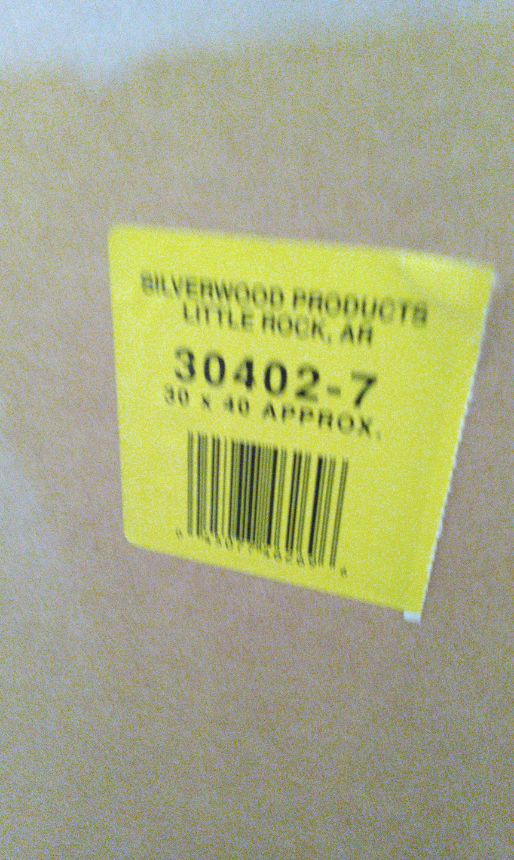 SILVERWOOD PRODUCTS
LITTLE ROCK, AR
30402-7
30 x 40 APPROX.